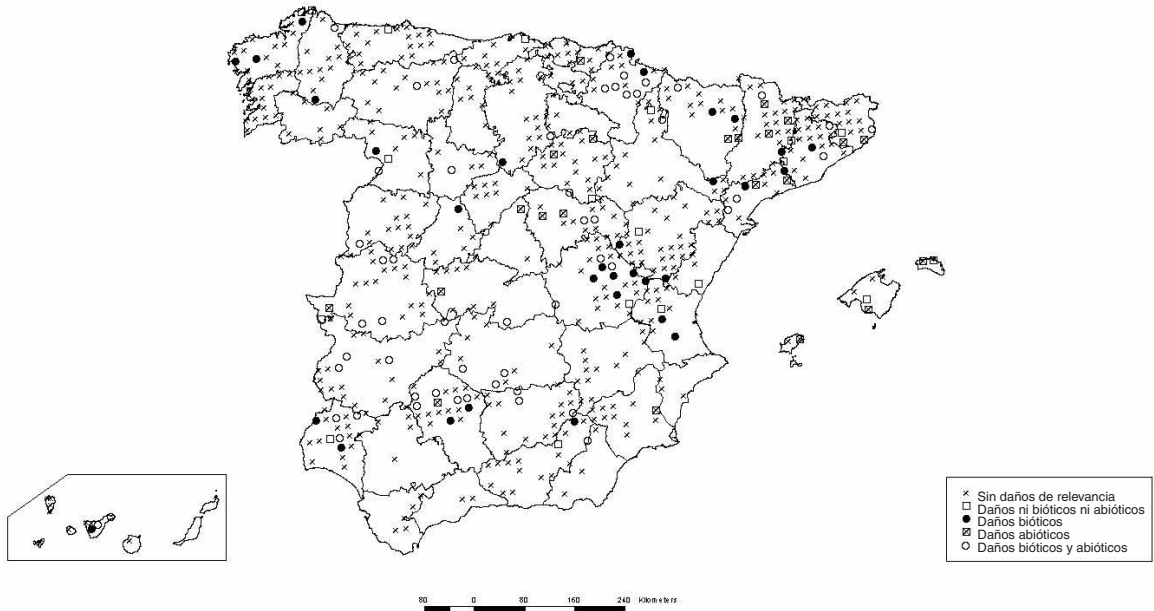 Sin daños de relevancia
Daños ni bióticos ni abióticos
Daños bióticos
Daños abióticos
Daños bióticos y abióticos
80 0 80 160 240 Kilometers